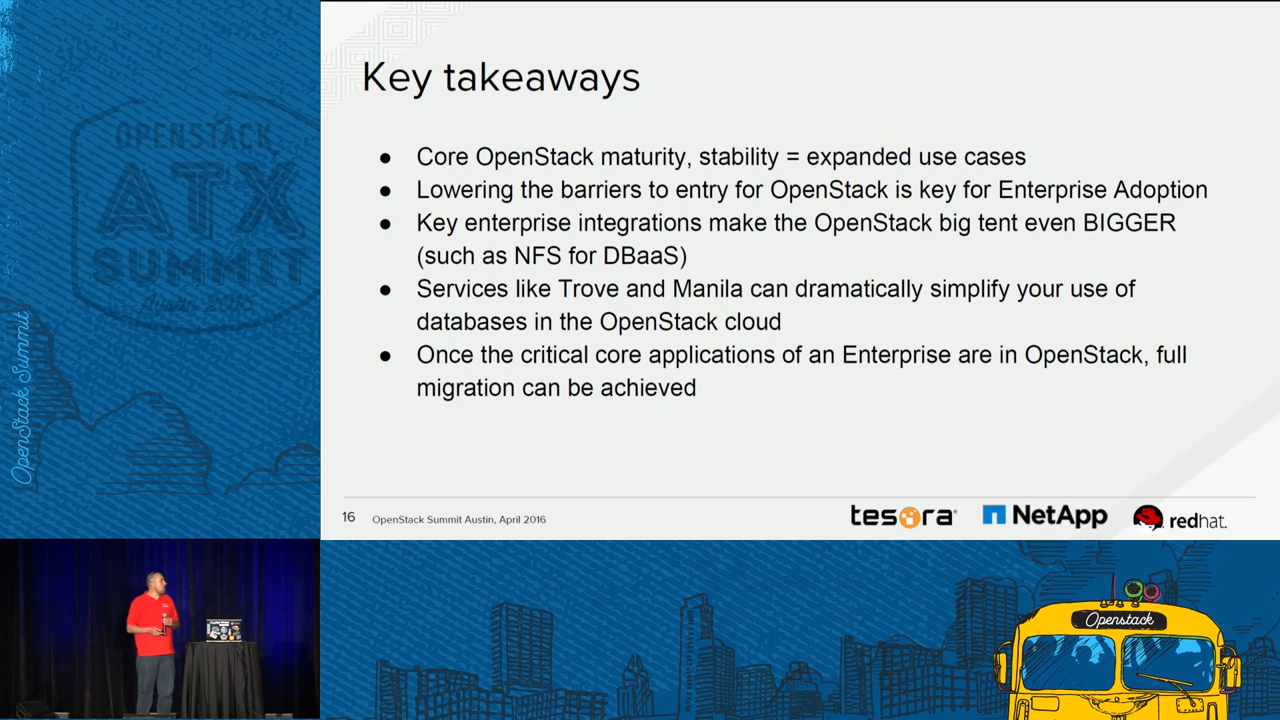 OPENSTACK
ATX
SUMMIT
Austin 2016
OpenStack Summit
Key takeaways
● Core OpenStack maturity, stability = expanded use cases
● Lowering the barriers to entry for OpenStack is key for Enterprise Adoption
● Key enterprise integrations make the OpenStack big tent even BIGGER
(such as NFS for DBaaS)
● Services like Trove and Manila can dramatically simplify your use of
databases in the OpenStack cloud
● Once the critical core applications of an Enterprise are in OpenStack, full
migration can be achieved
16 OpenStack Summit Austin, April 2016
tesora NetApp redhat.
Openstack